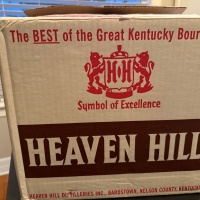 The BEST of the Great Kentucky Bour
H H
Symbol of Excellence
HEAVEN HILL
HEAVEN HILL DISTILLERIES INC., BARDSTOWN, NELSON COUNTY, KENTUCKY